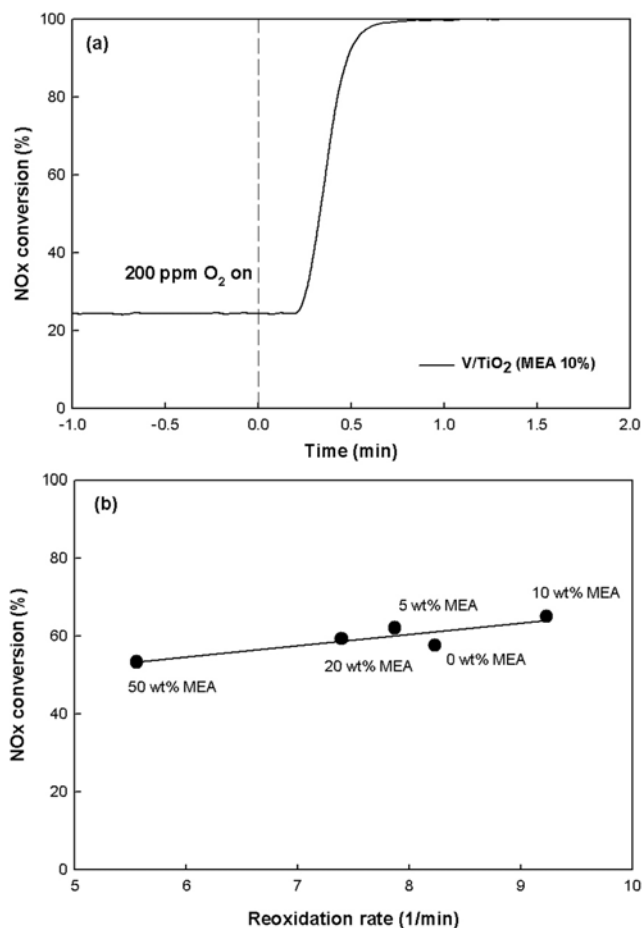 100
(a)
80
60
NOx conversion (%)
40
200 ppm O₂ on
20
V/TiO₂ (MEA 10%)
0
-1.0 -0.5 0.0 0.5 1.0 1.5 2.0
Time (min)
100
(b)
80
NOx conversion (%)
5 wt% MEA
10 wt% MEA
60
20 wt% MEA
0 wt% MEA
50 wt% MEA
40
20
0
5 6 7 8 9 10
Reoxidation rate (1/min)